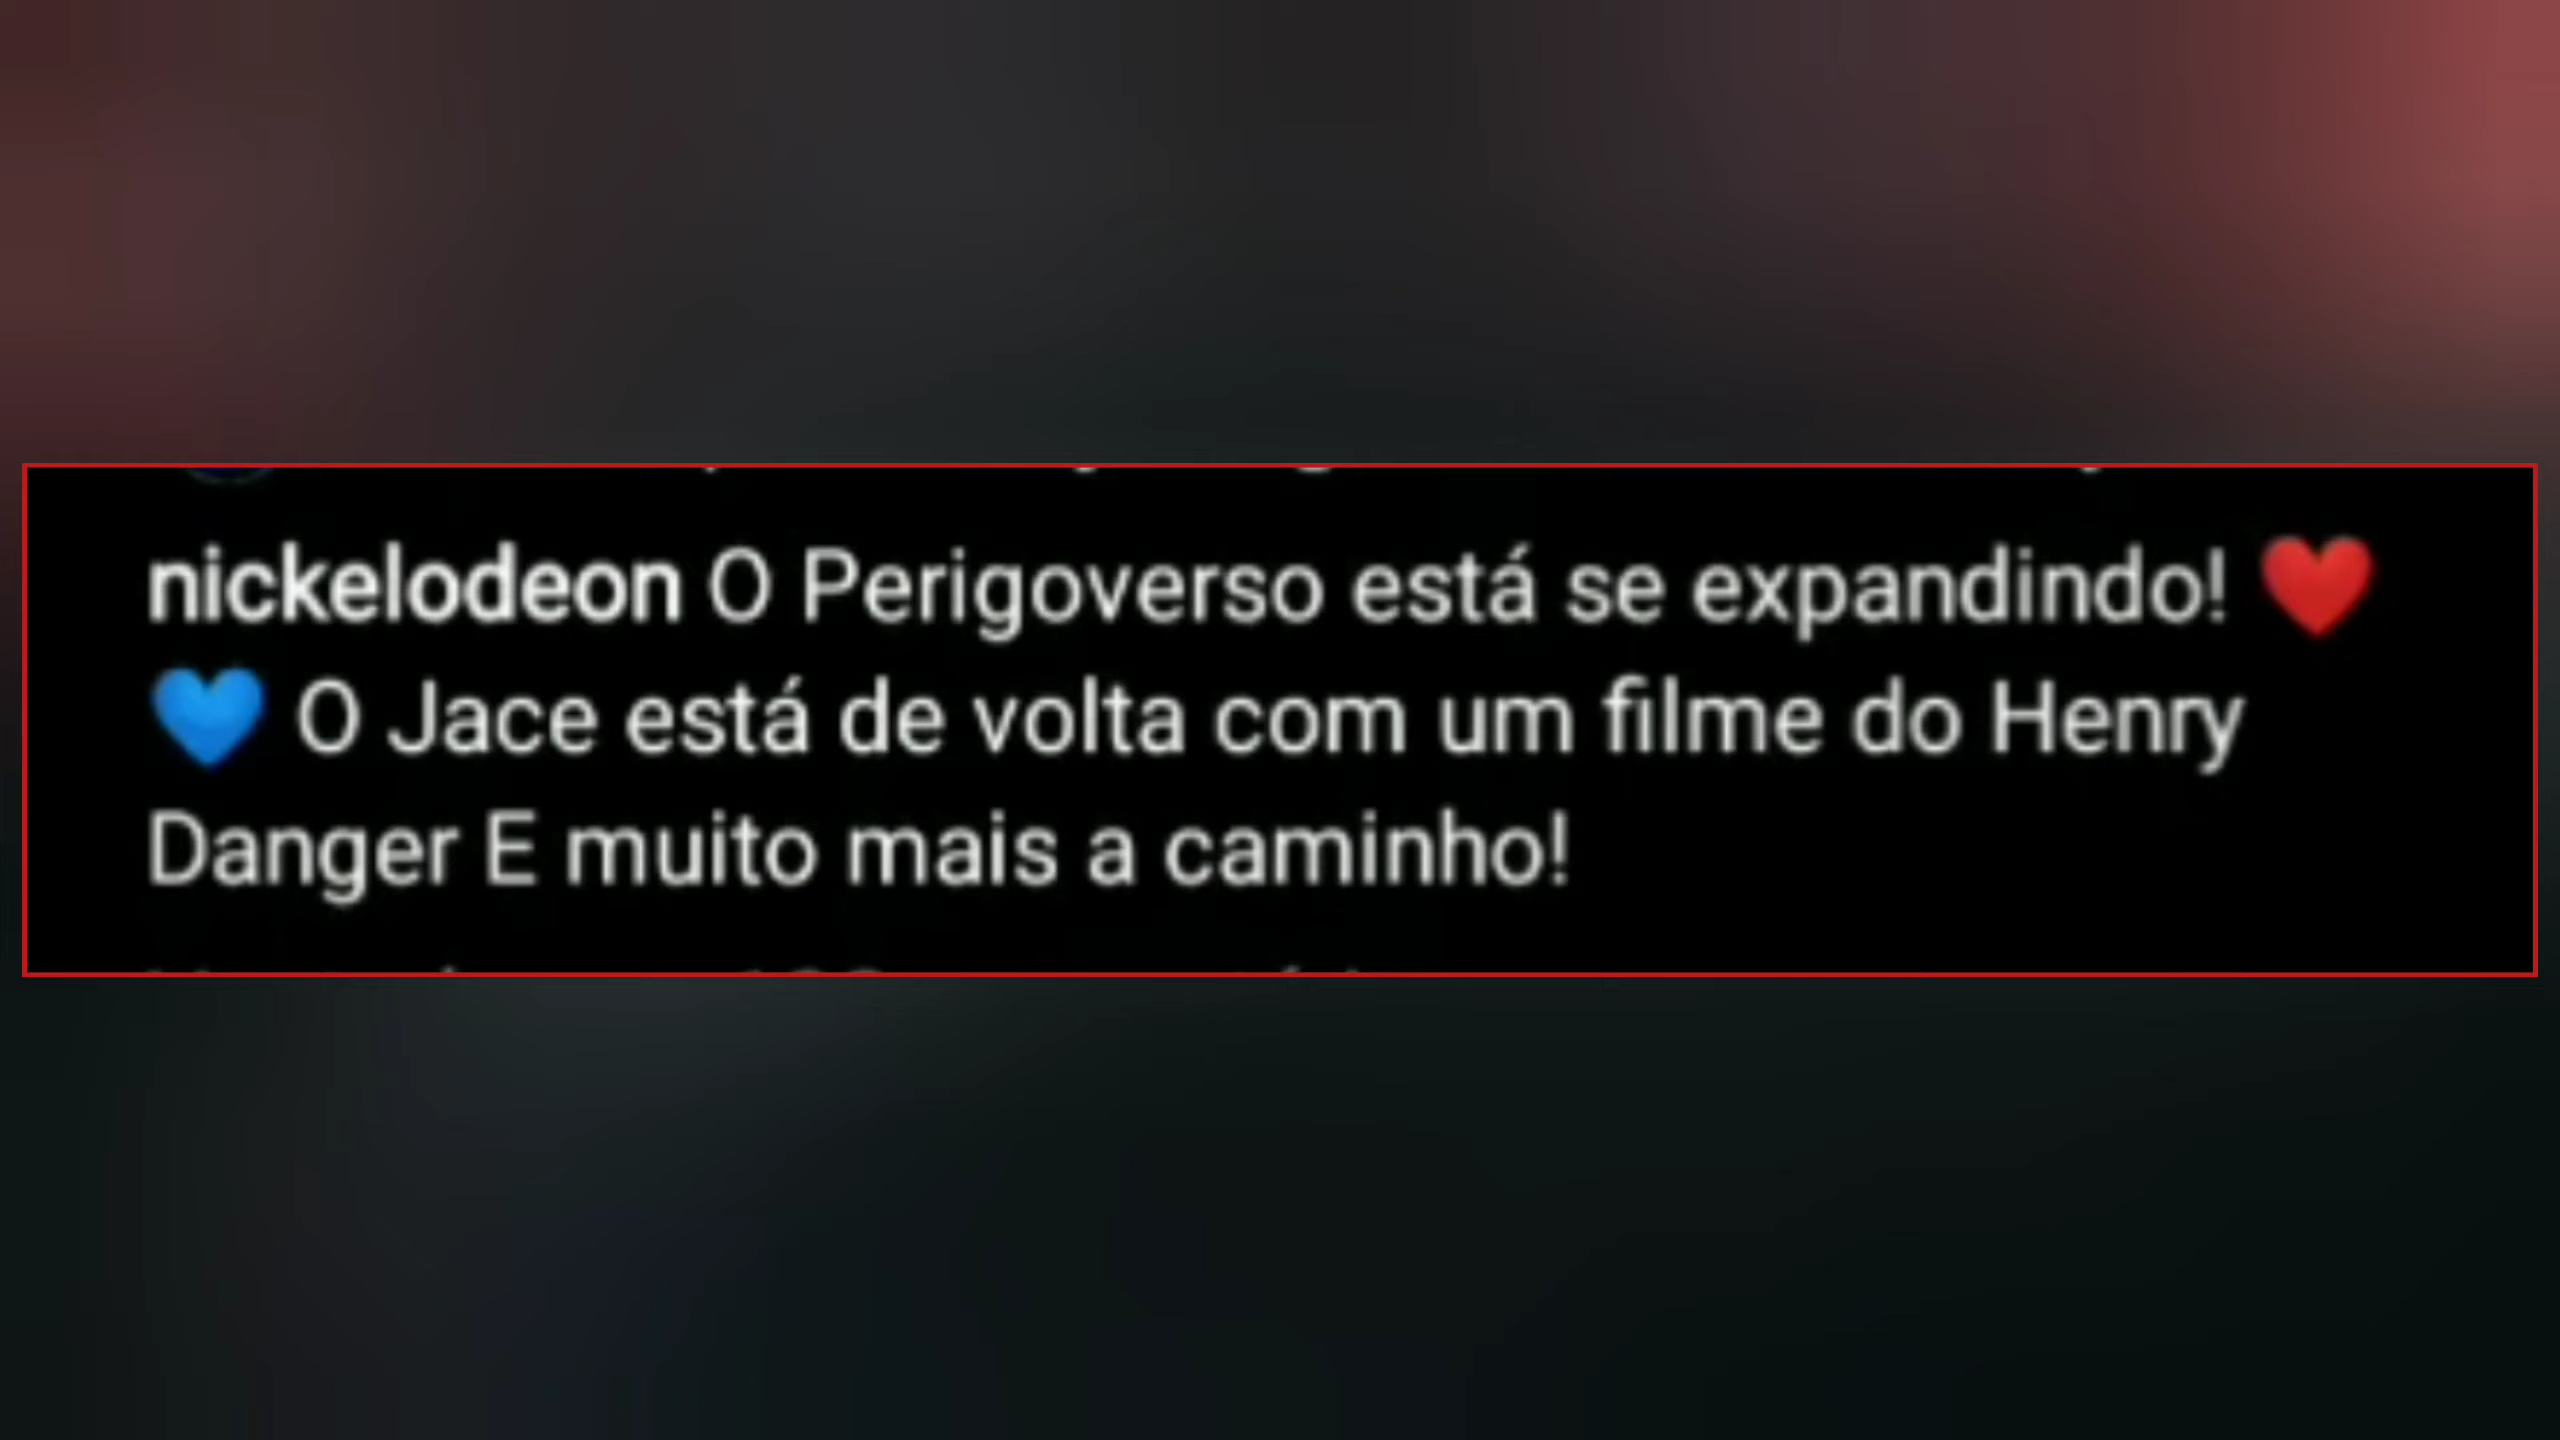 nickelodeon O Perigoverso está se expandindo! ❤️
💙 O Jace está de volta com um filme do Henry
Danger E muito mais a caminho!